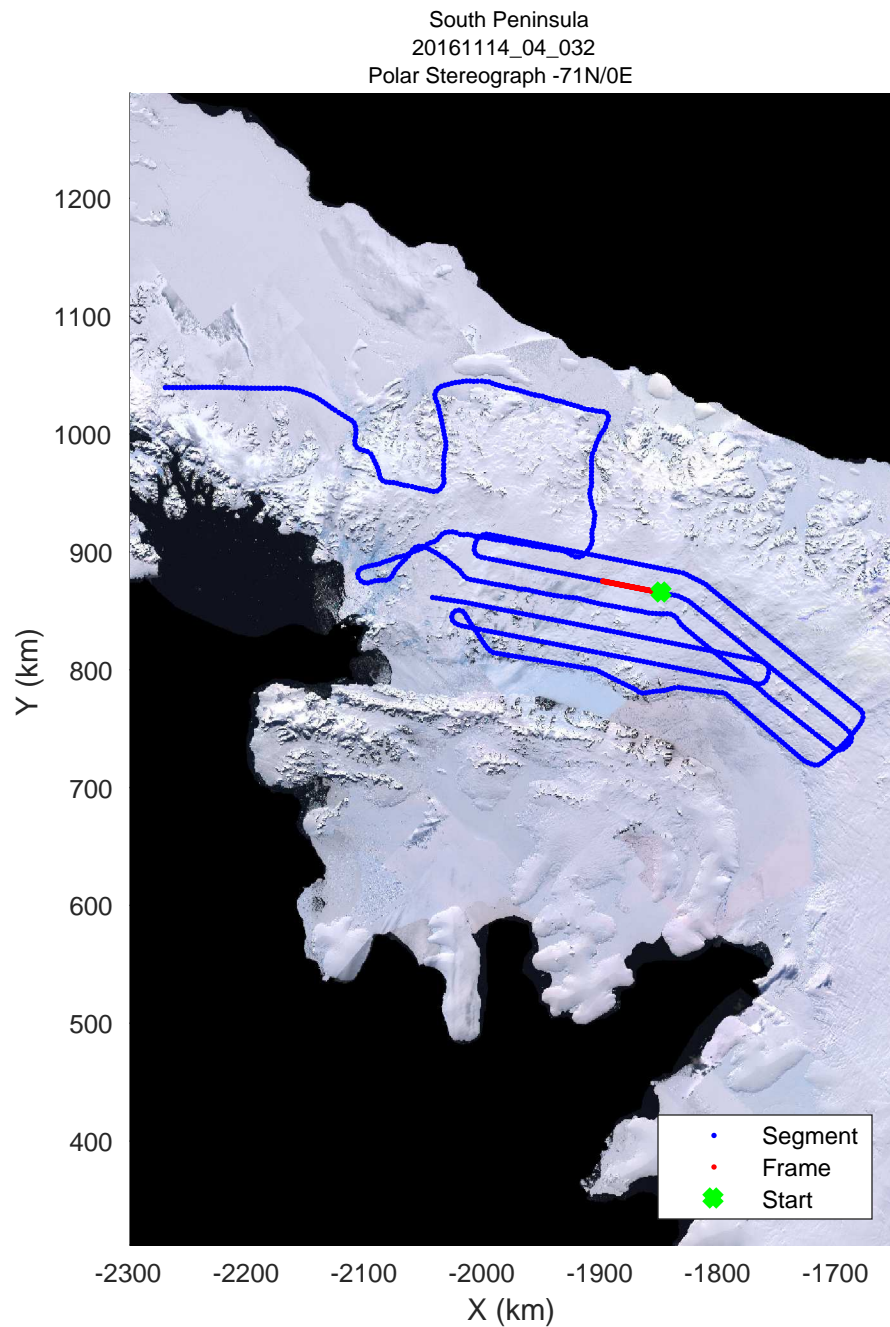 South Peninsula
20161114_04_032
Polar Stereograph -71N/0E
1200
1100
1000
900
800
700
600
500
400
Y (km)
Segment
Frame
Start
-2300 -2200 -2100 -2000 -1900 -1800 -1700
X (km)